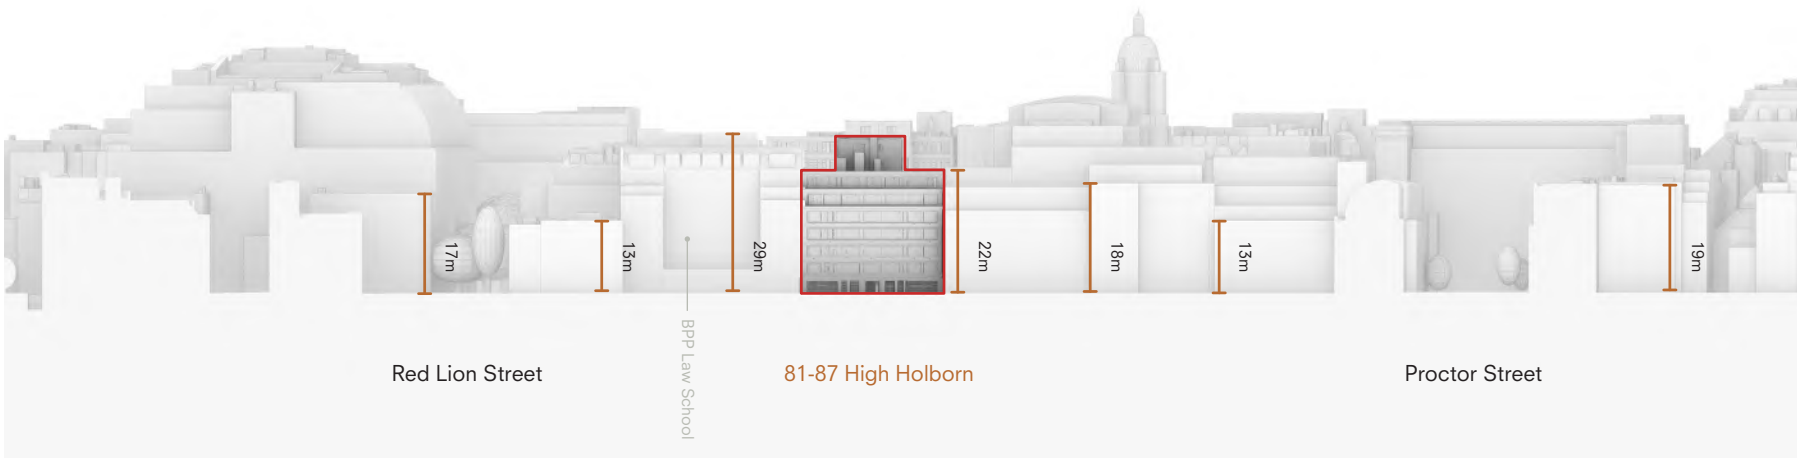 17m
13m
29m
22m
18m
13m
19m
BPP Law School
Red Lion Street
81-87 High Holborn
Proctor Street